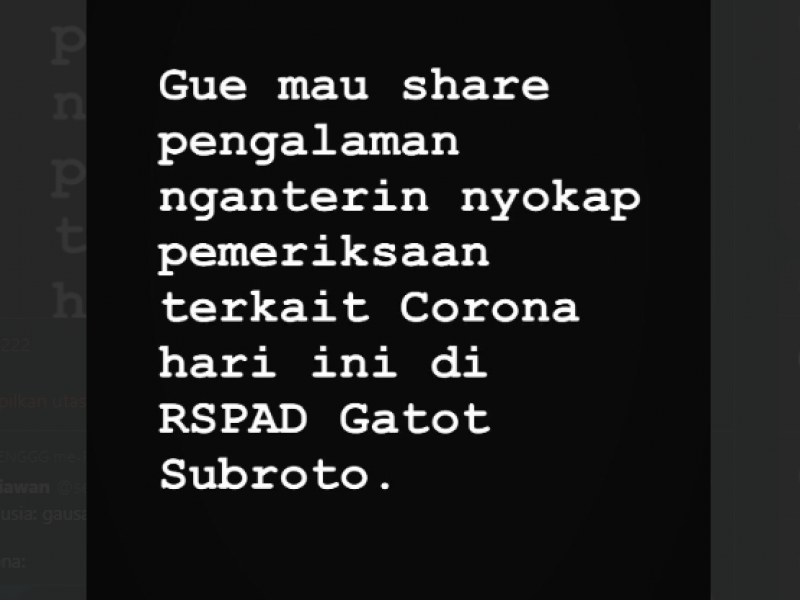 Gue mau share
pengalaman
nganterin nyokap
pemeriksaan
terkait Corona
hari ini di
RSPAD Gatot
Subroto.